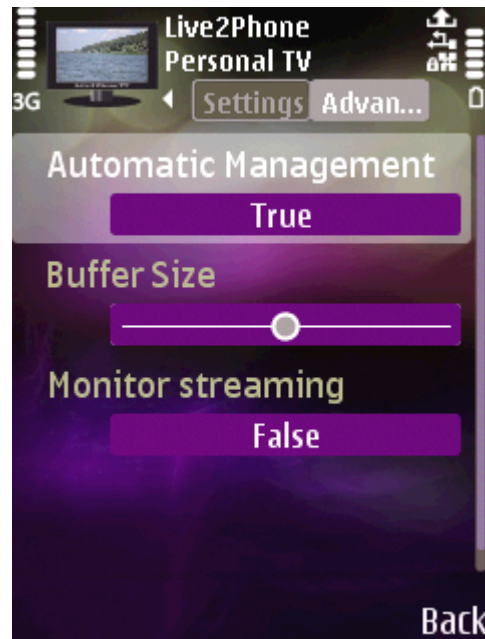 Live2Phone
Personal TV
3G
Settings Advan...
Automatic Management
True
Buffer Size
Monitor streaming
False
Back